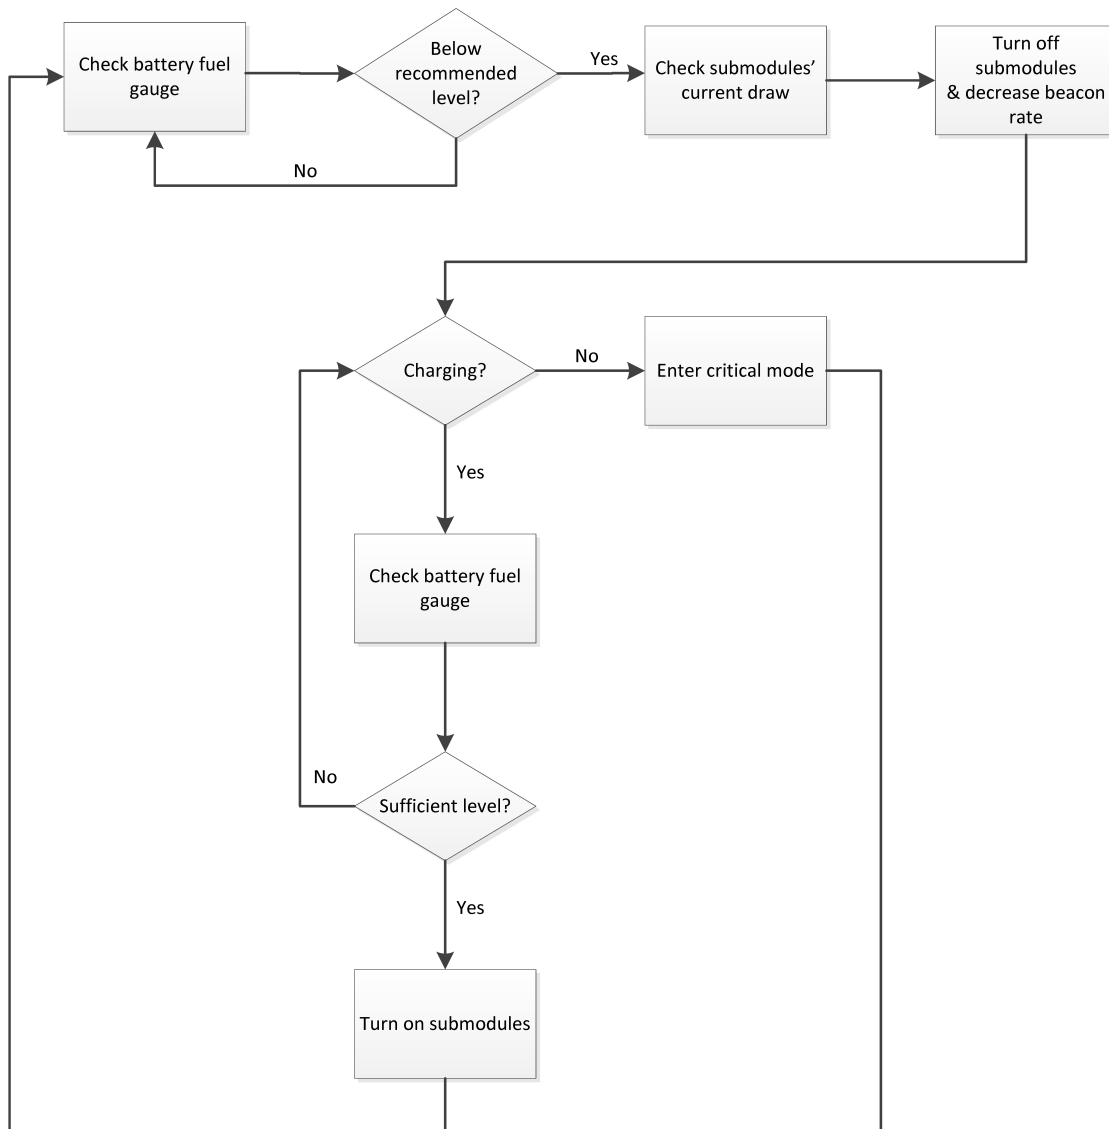 Check battery fuel
gauge
Below
recommended
level?
Yes
Check submodules’
current draw
Turn off
submodules
& decrease beacon
rate
No
Charging?
No
Enter critical mode
Yes
Check battery fuel
gauge
No
Sufficient level?
Yes
Turn on submodules